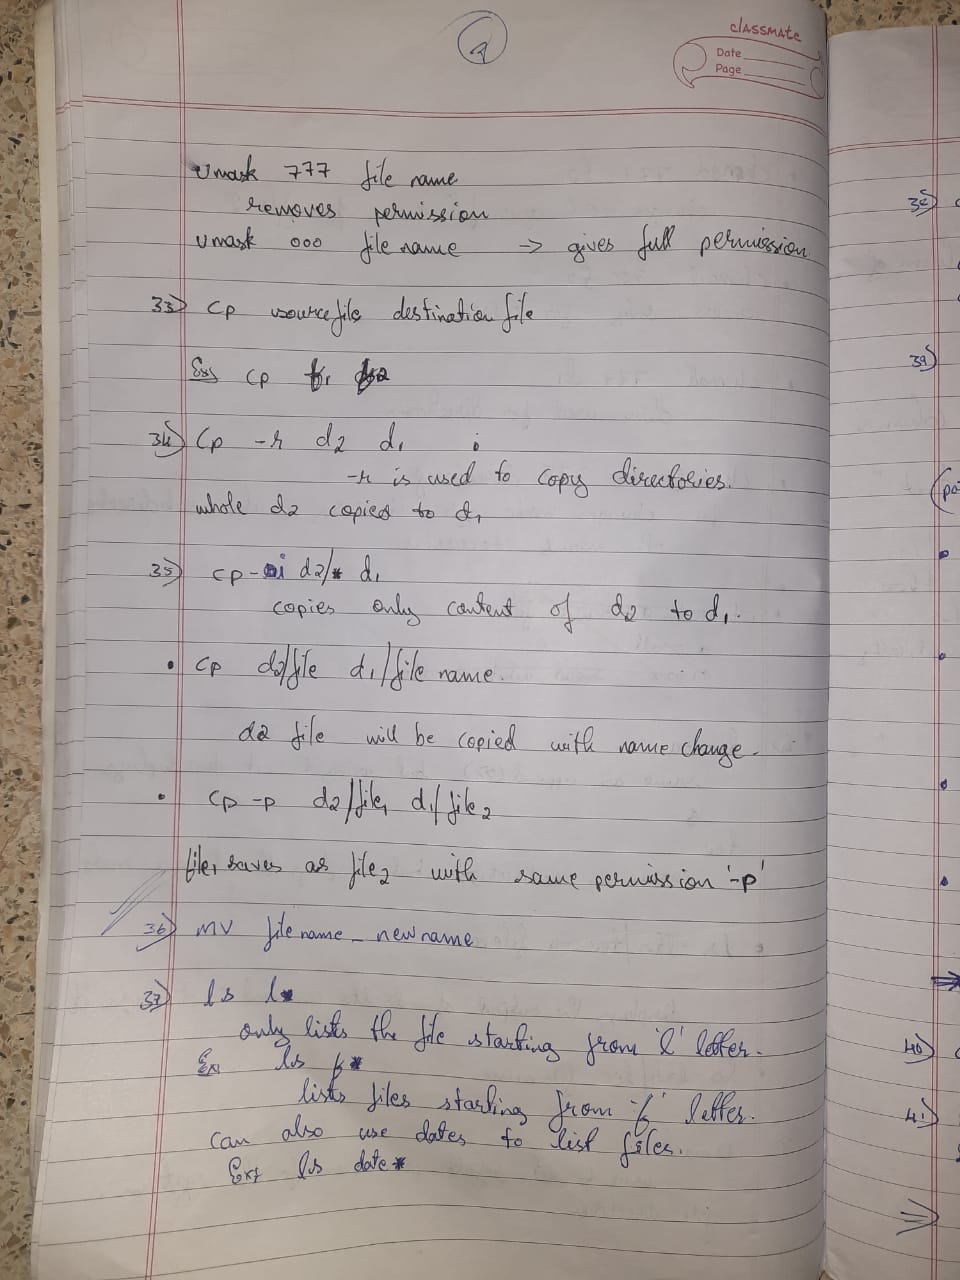 2
classmate
Date
Page
umask 777 file name
removes permission
umask 000 file name → gives full permission
33) cp sourcefile destination file
Ex) cp f1 f2
34) cp -r d2 d1
-r is used to copy directories.
whole d2 copied to d1
35) cp -i d2/* d1
copies only content of d2 to d1.
• cp d2/file d1/file name.
d2 file will be copied with name change.
• cp -p d2/file1 d1/file2
file1 saves as file2 with same permission '-p'
36) mv file name - new name
37) ls l*
only lists the file starting from 'l' letter.
Ex ls f*
lists files starting from 'f' letter.
can also use dates to list files.
Ex: ls date*
39)
(po
40)
41)
⇒